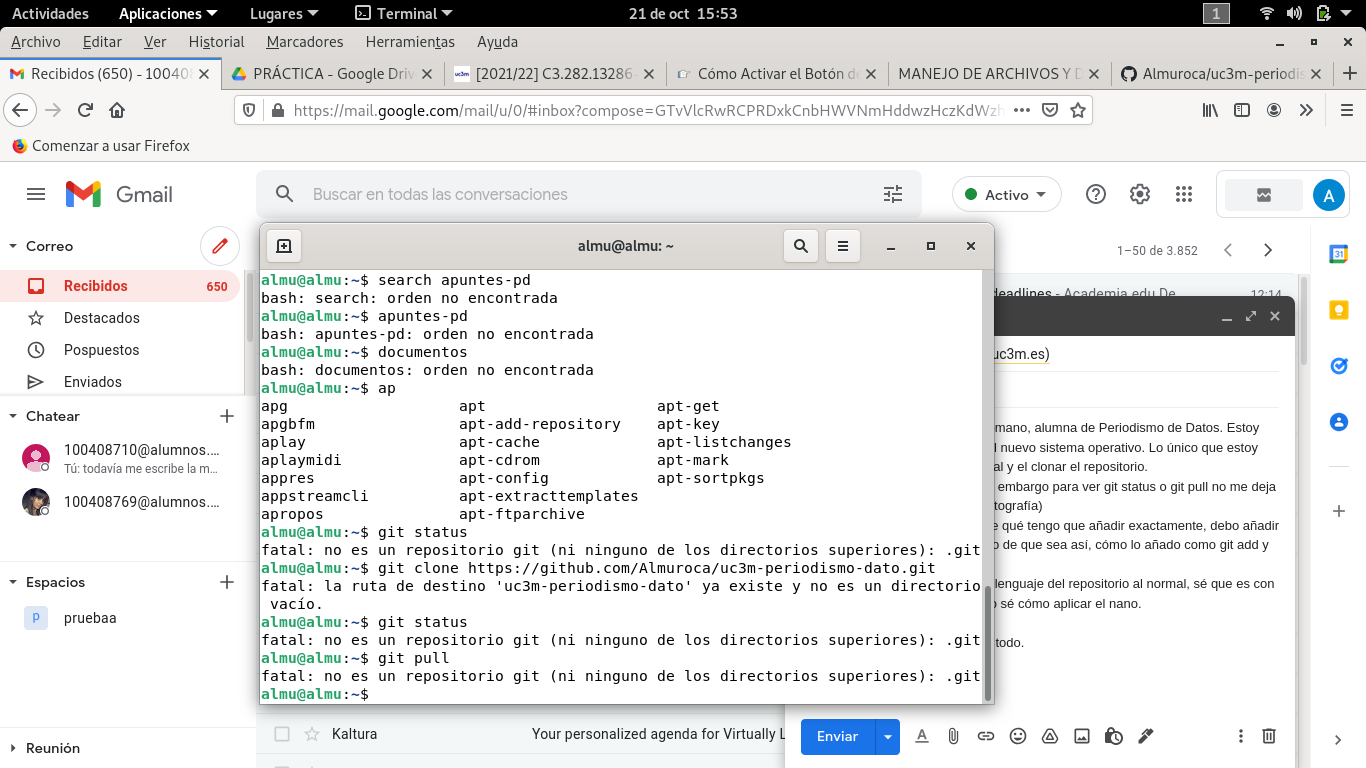 Actividades Aplicaciones Lugares Terminal 21 de oct 15:53 1
Archivo Editar Ver Historial Marcadores Herramientas Ayuda
Recibidos (650) - 10040 PRÁCTICA - Google Driv [2021/22] C3.282.13286- Cómo Activar el Botón d MANEJO DE ARCHIVOS Y D Almuroca/uc3m-periodis
https://mail.google.com/mail/u/0/#inbox?compose=GTvVlcRwRCPRDxkCnbHWVNmHddwzHczKdWzh
Comenzar a usar Firefox
Gmail
Buscar en todas las conversaciones
Activo
A
Correo
1–50 de 3.852
Recibidos 650
Destacados
Pospuestos
Enviados
Chatear
100408710@alumnos....
Tú: todavía me escribe la m...
100408769@alumnos....
Espacios
p pruebaa
Reunión
almu@almu: ~
almu@almu:~$ search apuntes-pd
bash: search: orden no encontrada
almu@almu:~$ apuntes-pd
bash: apuntes-pd: orden no encontrada
almu@almu:~$ documentos
bash: documentos: orden no encontrada
almu@almu:~$ ap
apg apt apt-get
apgbfm apt-add-repository apt-key
aplay apt-cache apt-listchanges
aplaymidi apt-cdrom apt-mark
appres apt-config apt-sortpkgs
appstreamcli apt-extracttemplates
apropos apt-ftparchive
almu@almu:~$ git status
fatal: no es un repositorio git (ni ninguno de los directorios superiores): .git
almu@almu:~$ git clone https://github.com/Almuroca/uc3m-periodismo-dato.git
fatal: la ruta de destino 'uc3m-periodismo-dato' ya existe y no es un directorio
vacío.
almu@almu:~$ git status
fatal: no es un repositorio git (ni ninguno de los directorios superiores): .git
almu@almu:~$ git pull
fatal: no es un repositorio git (ni ninguno de los directorios superiores): .git
almu@almu:~$
deadlines - Academia.edu De 12:14
uc3m.es)
mano, alumna de Periodismo de Datos. Estoy
l nuevo sistema operativo. Lo único que estoy
al y el clonar el repositorio.
embargo para ver git status o git pull no me deja
tografía)
e qué tengo que añadir exactamente, debo añadir
o de que sea así, cómo lo añado como git add y
lenguaje del repositorio al normal, sé que es con
o sé cómo aplicar el nano.
todo.
Enviar
Kaltura Your personalized agenda for Virtually L
31